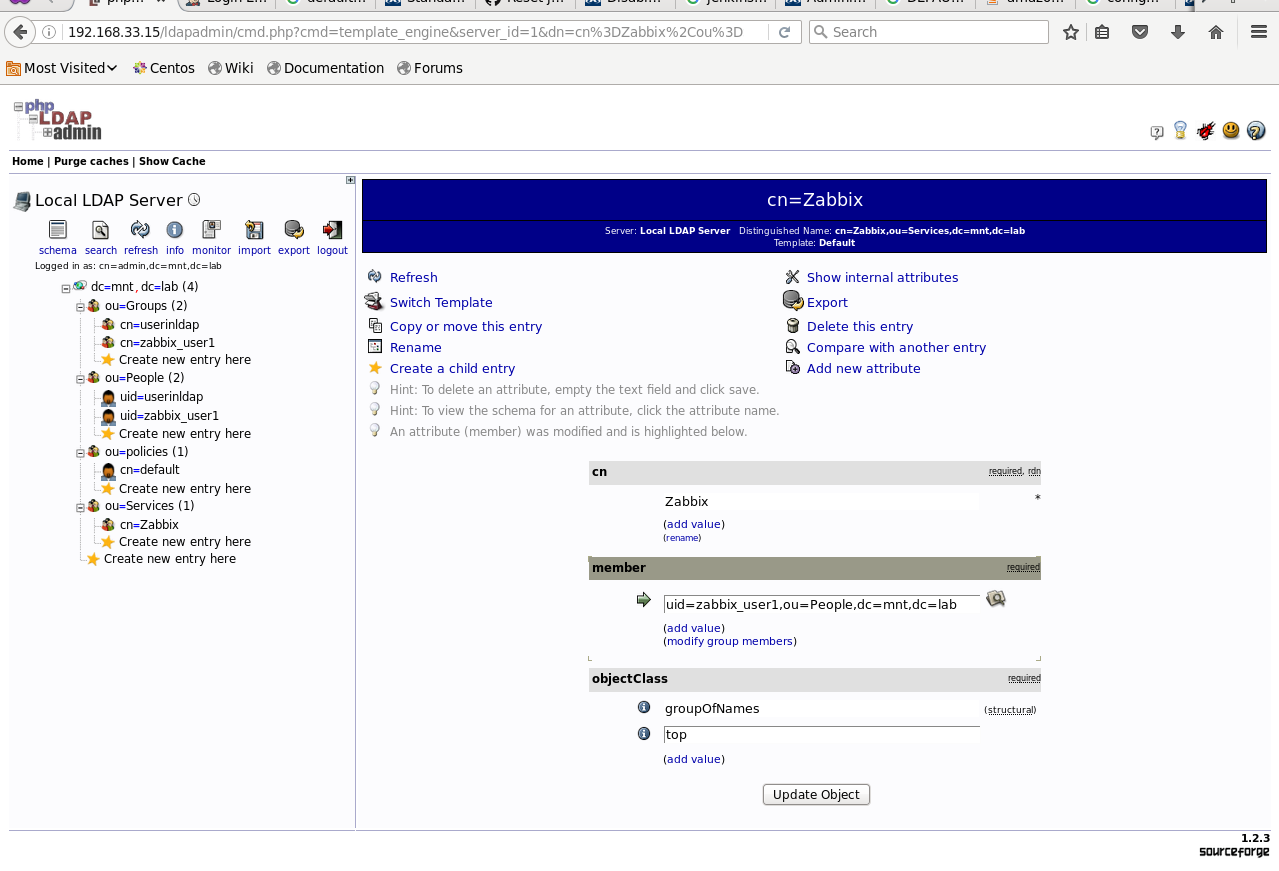 php
Login E...
default...
Standa...
Reset j...
Disabl...
jenkins...
Admini...
DEFAU...
amazo...
config...
192.168.33.15/ldapadmin/cmd.php?cmd=template_engine&server_id=1&dn=cn%3DZabbix%2Cou%3D
Search
Most Visited
Centos
Wiki
Documentation
Forums
php
LDAP
admin
Home | Purge caches | Show Cache
Local LDAP Server
schema search refresh info monitor import export logout
Logged in as: cn=admin,dc=mnt,dc=lab
dc=mnt,dc=lab (4)
ou=Groups (2)
cn=userinldap
cn=zabbix_user1
Create new entry here
ou=People (2)
uid=userinldap
uid=zabbix_user1
Create new entry here
ou=policies (1)
cn=default
Create new entry here
ou=Services (1)
cn=Zabbix
Create new entry here
Create new entry here
cn=Zabbix
Server: Local LDAP Server Distinguished Name: cn=Zabbix,ou=Services,dc=mnt,dc=lab
Template: Default
Refresh
Show internal attributes
Switch Template
Export
Copy or move this entry
Delete this entry
Rename
Compare with another entry
Create a child entry
Add new attribute
Hint: To delete an attribute, empty the text field and click save.
Hint: To view the schema for an attribute, click the attribute name.
An attribute (member) was modified and is highlighted below.
cn
required, rdn
Zabbix
*
(add value)
(rename)
member
required
uid=zabbix_user1,ou=People,dc=mnt,dc=lab
(add value)
(modify group members)
objectClass
required
groupOfNames
(structural)
top
(add value)
Update Object
1.2.3
sourceforge